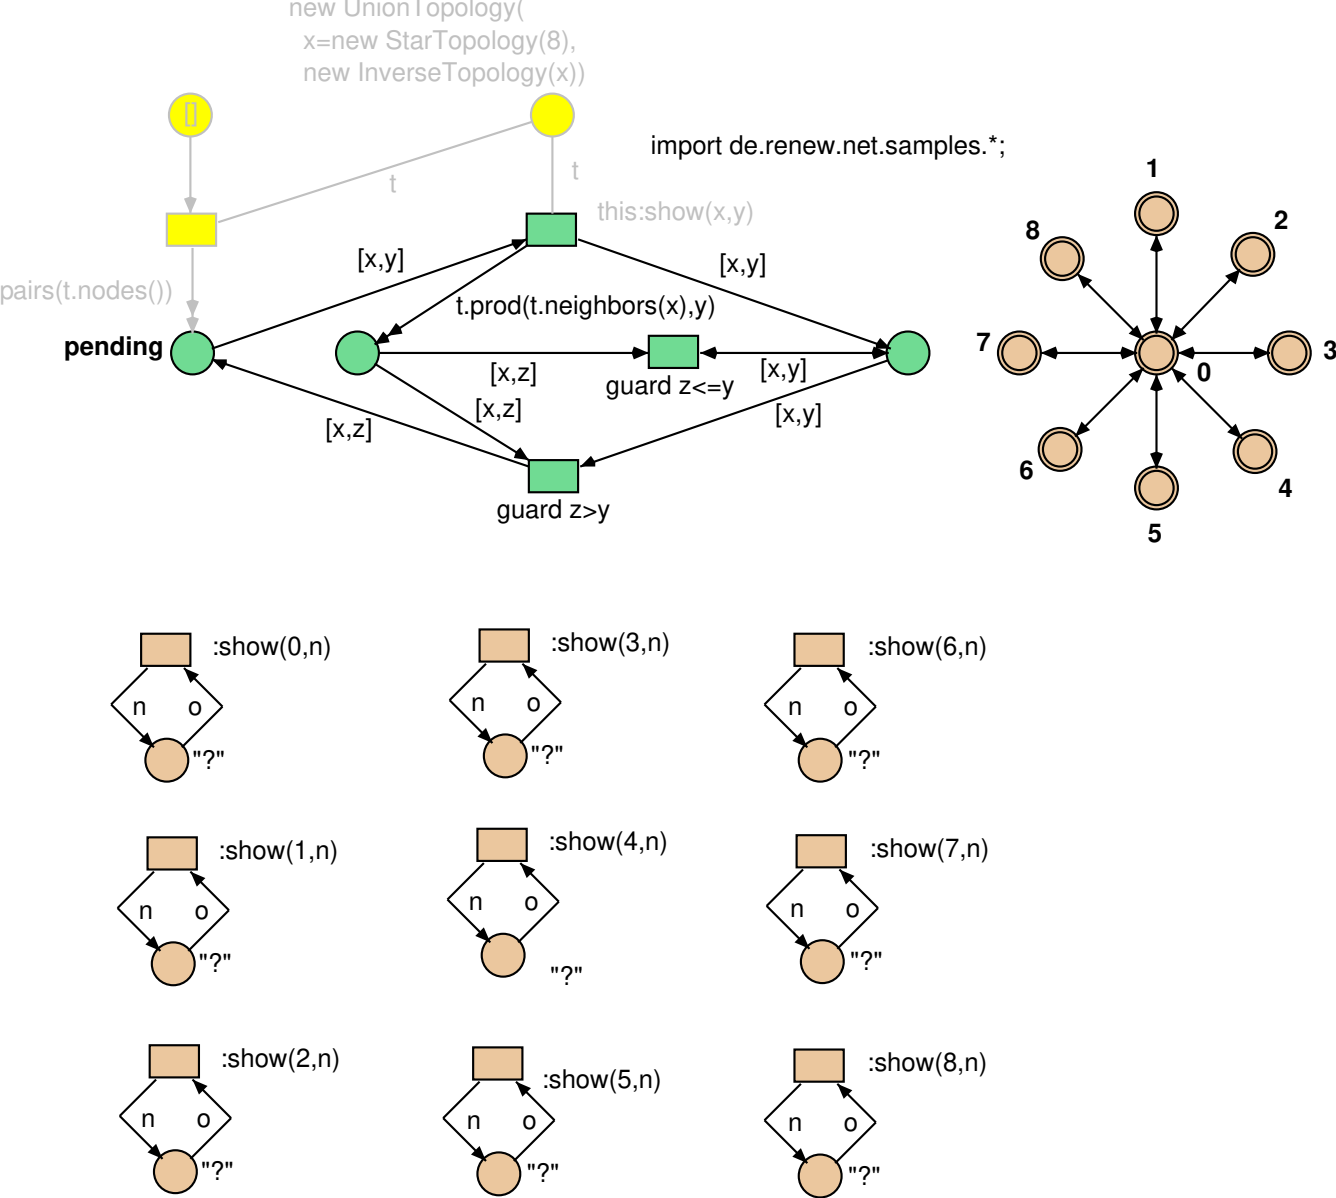 new UnionTopology(
x=new StarTopology(8),
new InverseTopology(x))
[]
import de.renew.net.samples.*;
t
t
this:show(x,y)
[x,y]
[x,y]
pairs(t.nodes())
t.prod(t.neighbors(x),y)
pending
[x,z]
guard z<=y
[x,y]
[x,z]
[x,y]
[x,z]
guard z>y
1
2
8
7
3
0
6
4
5
:show(0,n)
n
o
"?"
:show(3,n)
n
o
"?"
:show(6,n)
n
o
"?"
:show(1,n)
n
o
"?"
:show(4,n)
n
o
"?"
:show(7,n)
n
o
"?"
:show(2,n)
n
o
"?"
:show(5,n)
n
o
"?"
:show(8,n)
n
o
"?"